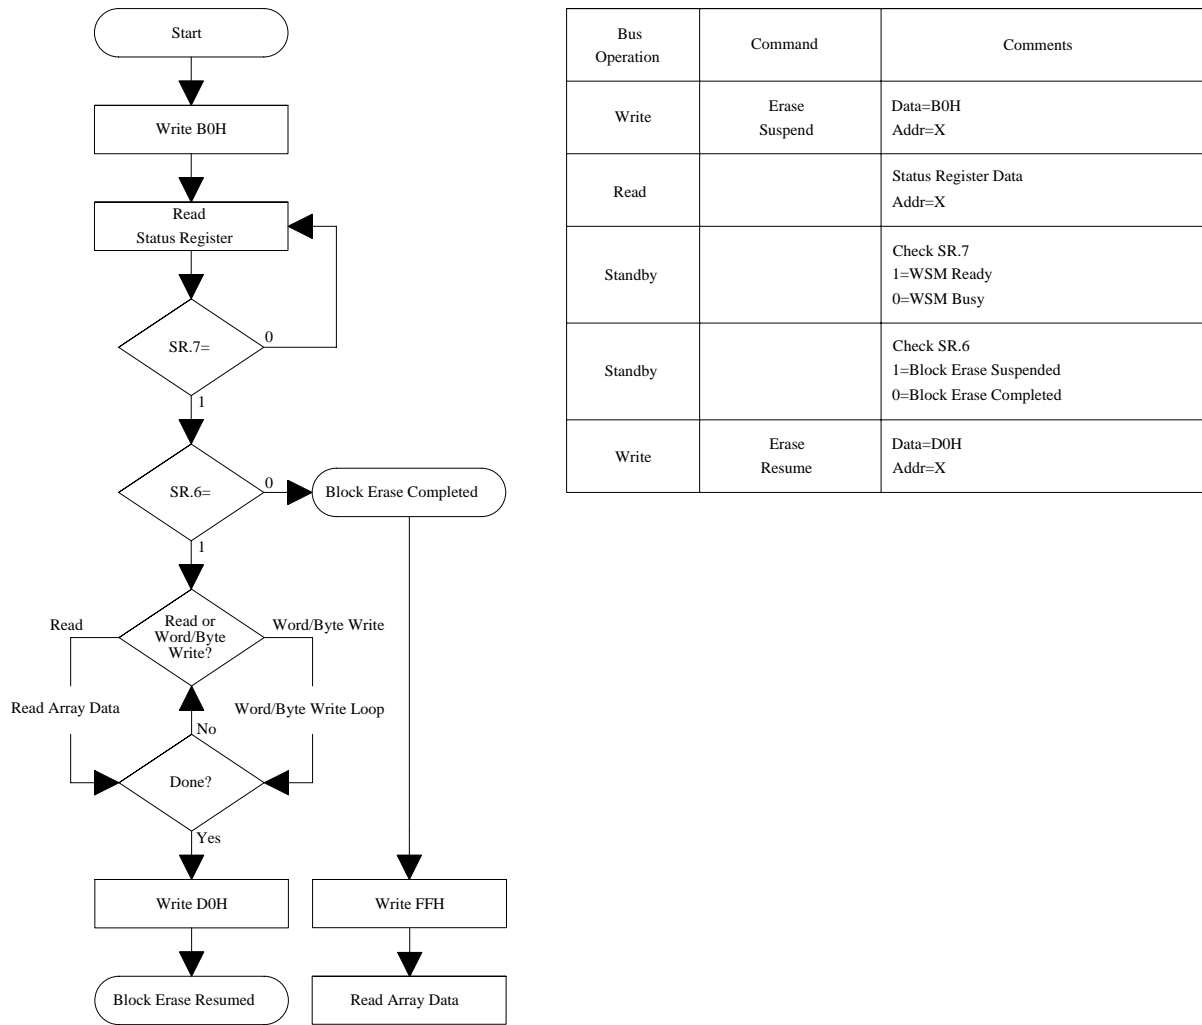 Start
Write B0H
Read
Status Register
SR.7=
0
1
SR.6=
0
Block Erase Completed
1
Read or
Word/Byte
Write?
Read
Word/Byte Write
Read Array Data
Word/Byte Write Loop
No
Done?
Yes
Write D0H
Write FFH
Block Erase Resumed
Read Array Data
Bus
Operation
Command
Comments
Write
Erase
Suspend
Data=B0H
Addr=X
Read
Status Register Data
Addr=X
Standby
Check SR.7
1=WSM Ready
0=WSM Busy
Standby
Check SR.6
1=Block Erase Suspended
0=Block Erase Completed
Write
Erase
Resume
Data=D0H
Addr=X